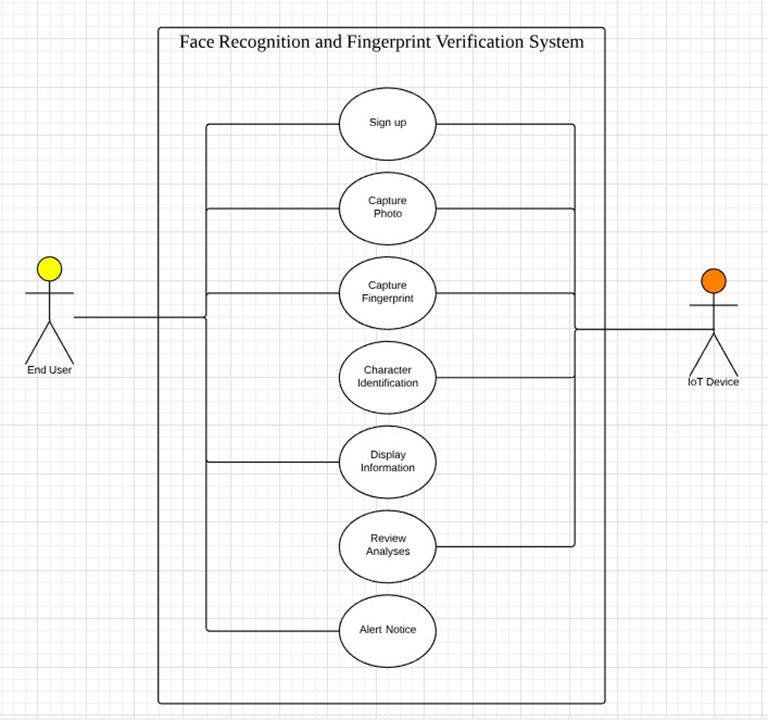 Face Recognition and Fingerprint Verification System
Sign up
Capture
Photo
Capture
Fingerprint
Character
Identification
Display
Information
Review
Analyses
Alert Notice
End User
IoT Device